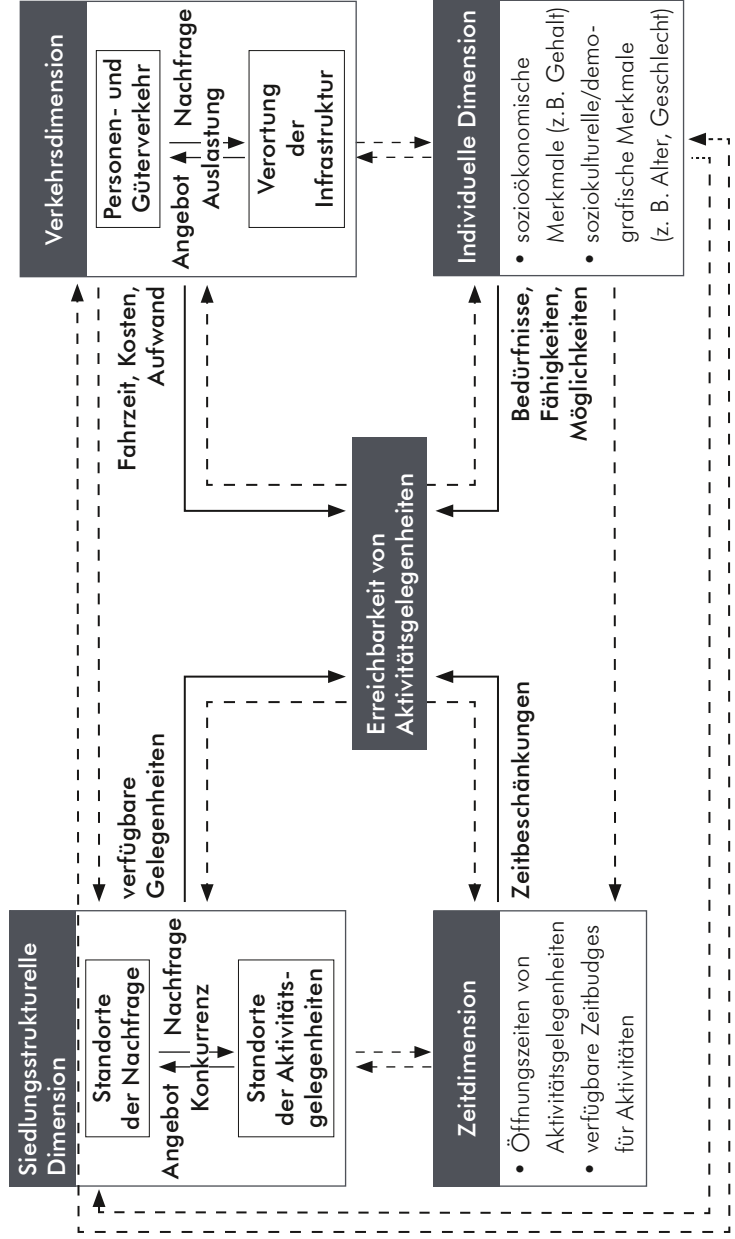 Siedlungsstrukturelle
Dimension
Standorte
der Nachfrage
Angebot
Nachfrage
Konkurrenz
Standorte
der Aktivitäts-
gelegenheiten
verfügbare
Gelegenheiten
Fahrzeit, Kosten,
Aufwand
Verkehrsdimension
Personen- und
Güterverkehr
Angebot
Nachfrage
Auslastung
Verortung
der
Infrastruktur
Erreichbarkeit von
Aktivitätsgelegenheiten
Zeitdimension
• Öffnungszeiten von
Aktivitätsgelegenheiten
• verfügbare Zeitbudges
für Aktivitäten
Zeitbeschänkungen
Bedürfnisse,
Fähigkeiten,
Möglichkeiten
Individuelle Dimension
• sozioökonomische
Merkmale (z.B. Gehalt)
• soziokulturelle/demo-
grafische Merkmale
(z. B. Alter, Geschlecht)